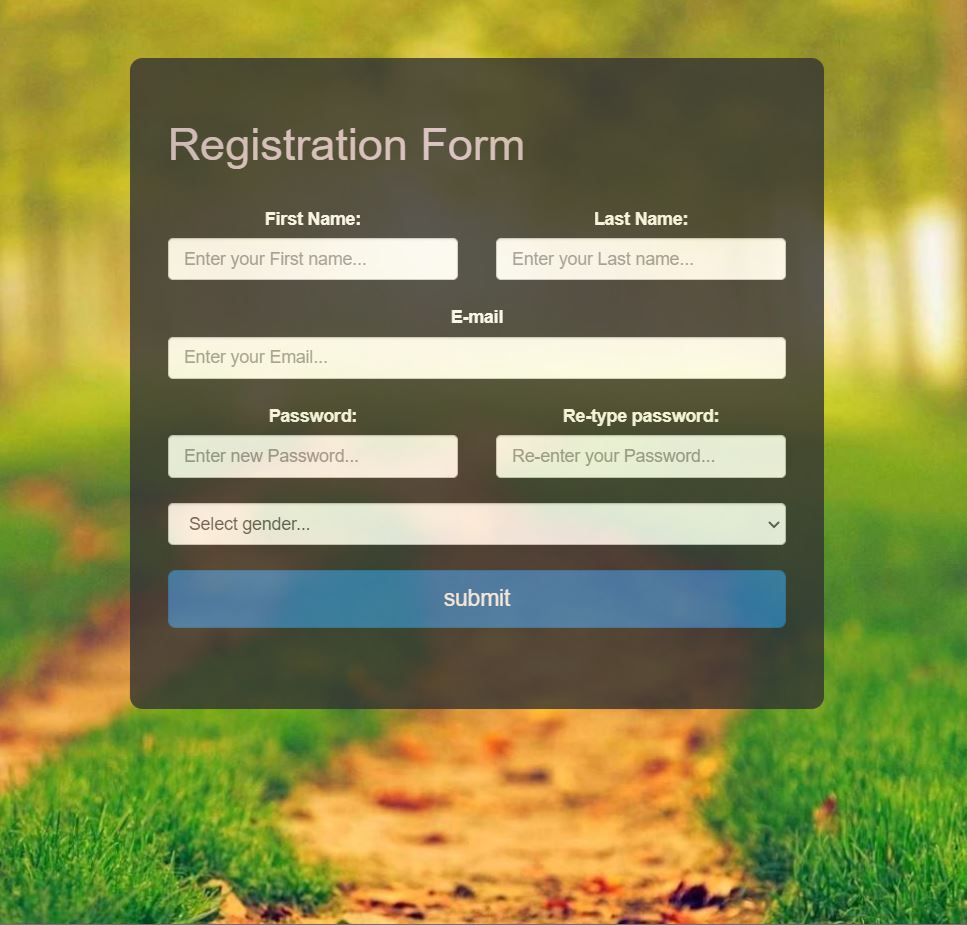 Registration Form
First Name: Last Name:
Enter your First name... Enter your Last name...
E-mail
Enter your Email...
Password: Re-type password:
Enter new Password... Re-enter your Password...
Select gender...
submit